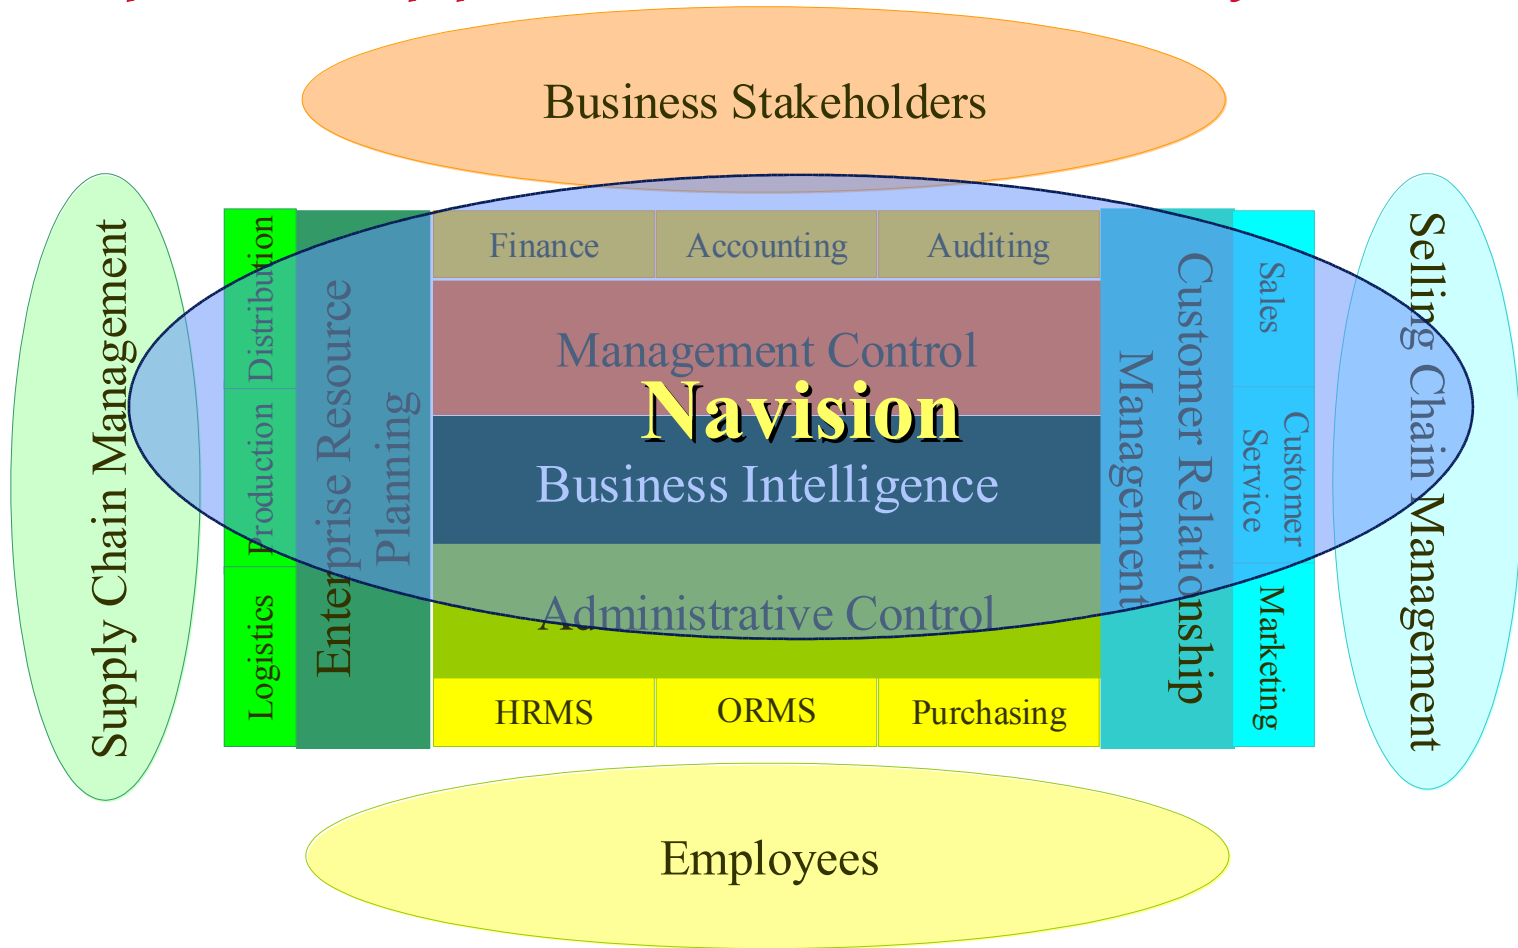 Business Stakeholders
Supply Chain Management
Distribution
Production
Logistics
Enterprise Resource
Planning
Finance
Accounting
Auditing
Management Control
Navision
Business Intelligence
Administrative Control
HRMS
ORMS
Purchasing
Customer Relationship
Management
Sales
Customer
Service
Marketing
Selling Chain Management
Employees